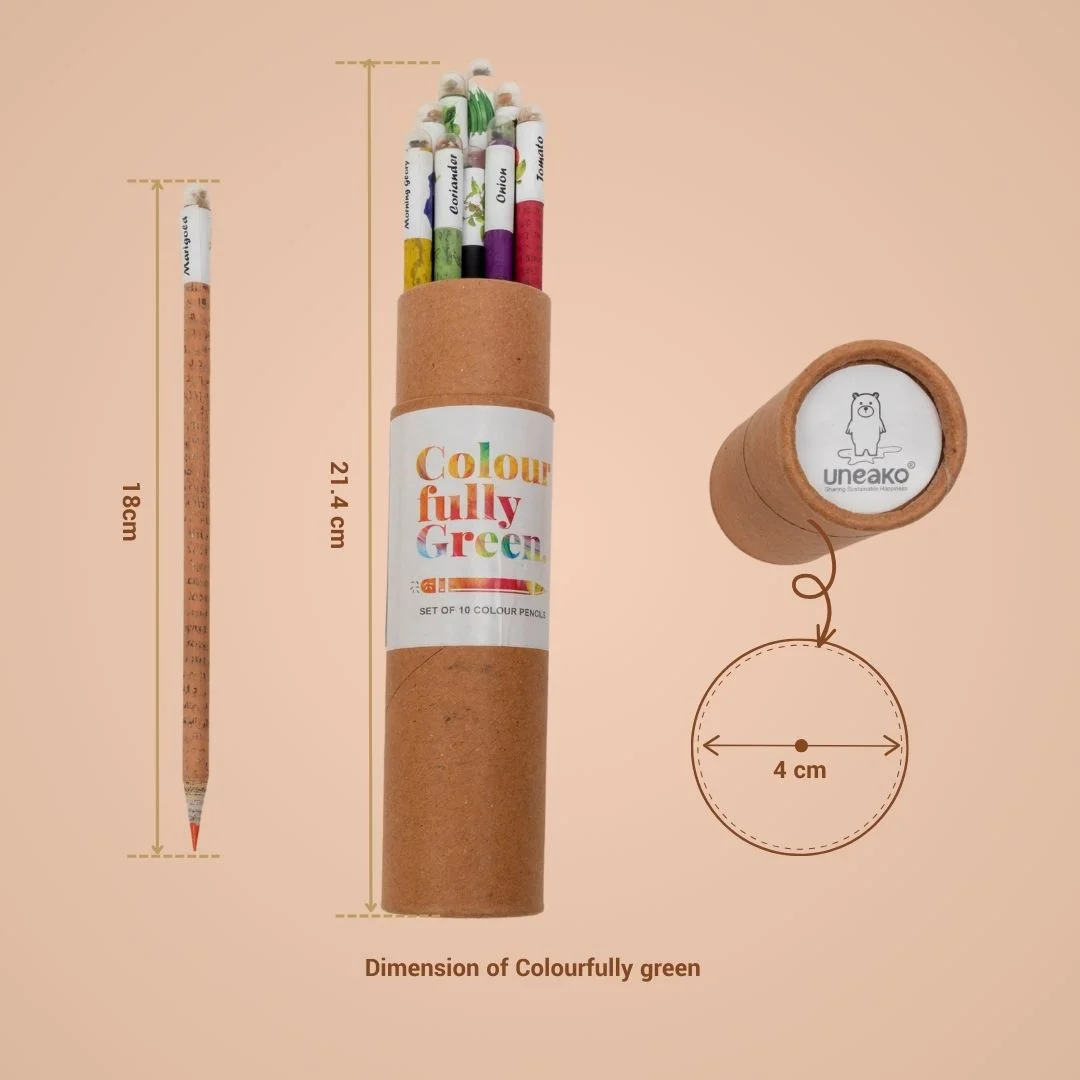 18cm
Marigold
21.4 cm
Morning Glory
Coriander
Onion
Tomato
Colour
fully
Green.
SET OF 10 COLOUR PENCILS
uneako®
Sharing Sustainable Happiness
4 cm
Dimension of Colourfully green